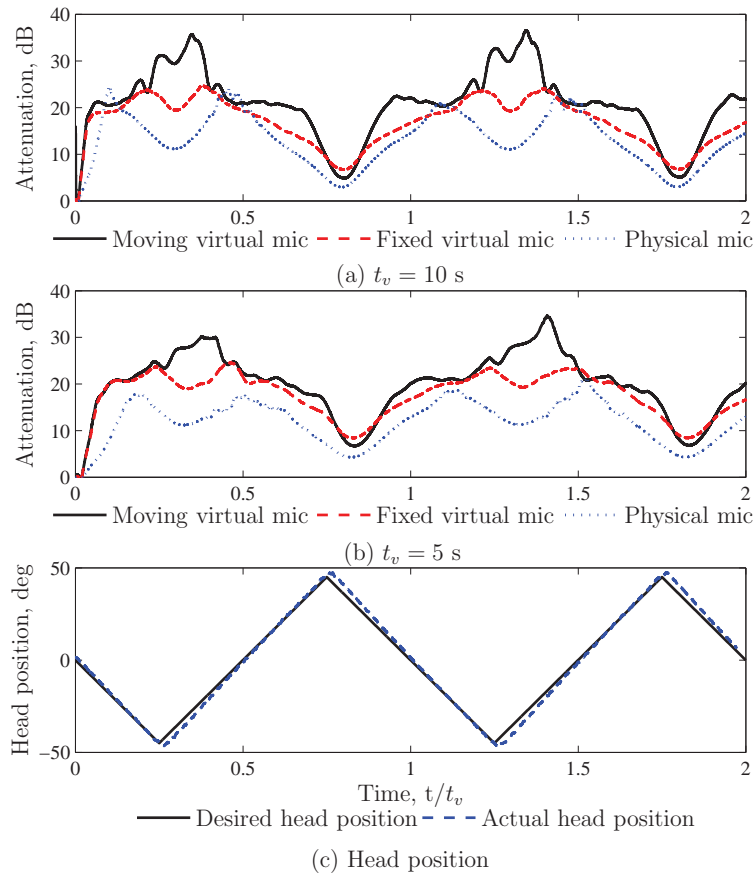 40
30
20
10
0
Attenuation, dB
0 0.5 1 1.5 2
Moving virtual mic Fixed virtual mic Physical mic
(a) t_v = 10 s
40
30
20
10
0
Attenuation, dB
0 0.5 1 1.5 2
Moving virtual mic Fixed virtual mic Physical mic
(b) t_v = 5 s
50
0
−50
Head position, deg
0 0.5 1 1.5 2
Time, t/t_v
Desired head position Actual head position
(c) Head position